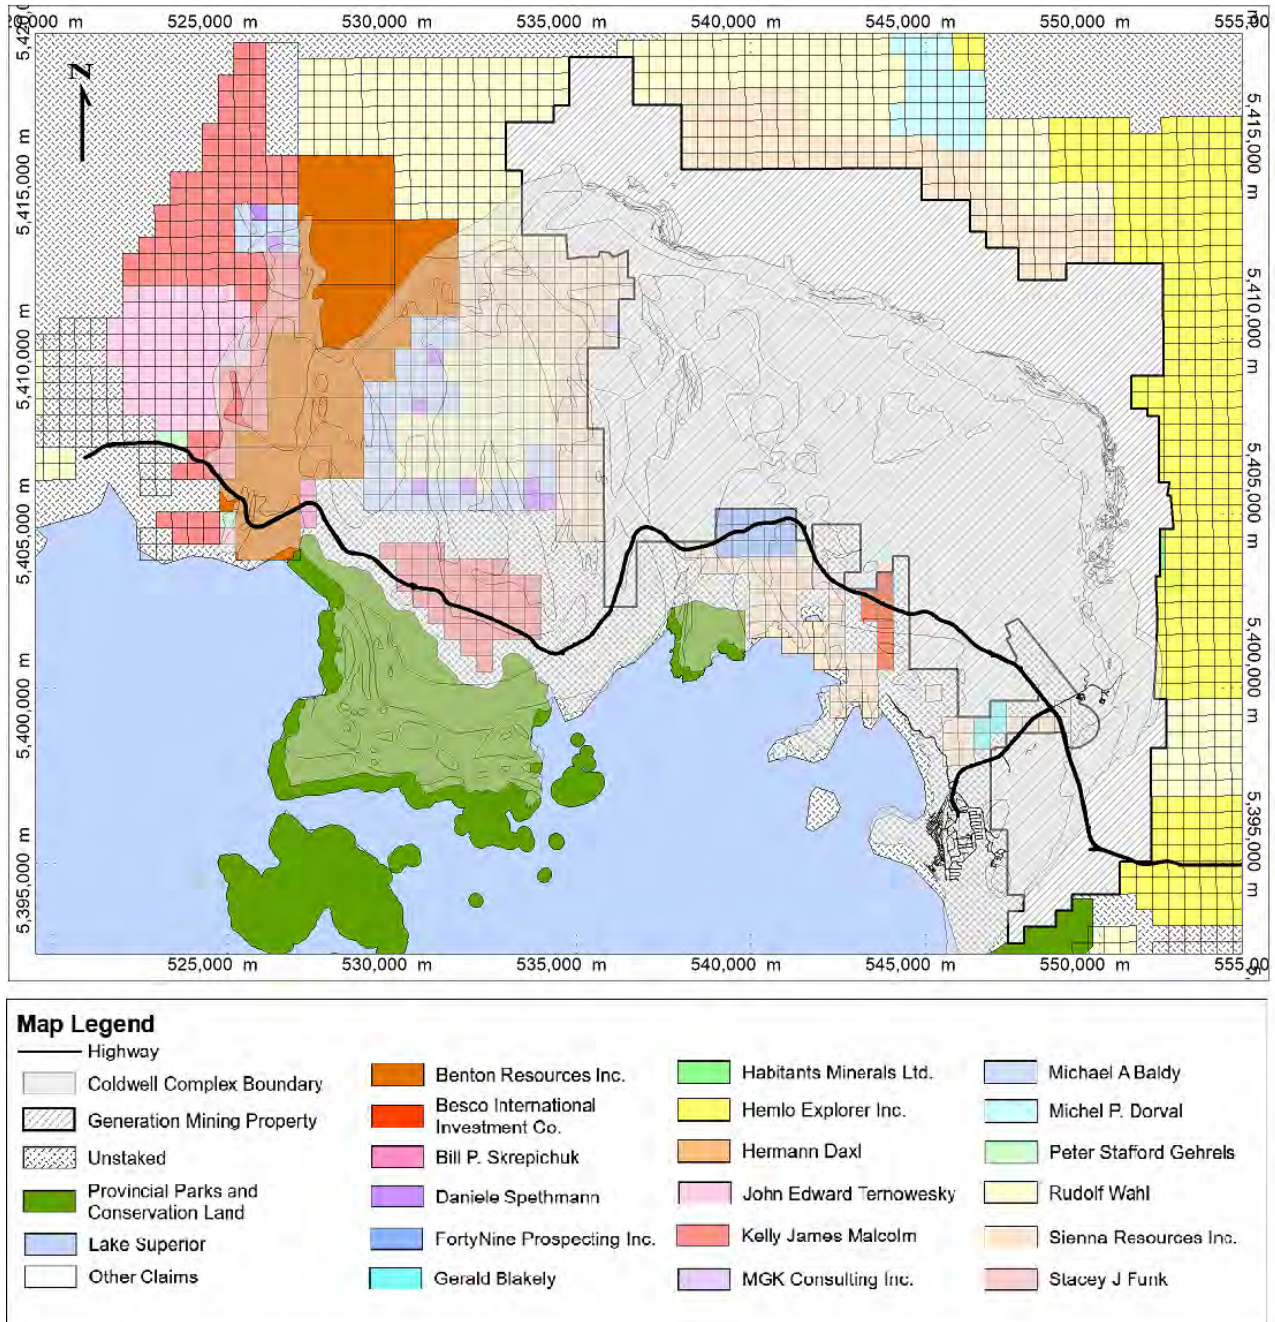 525,000 m 530,000 m 535,000 m 540,000 m 545,000 m 550,000 m
N
5,415,000 m
5,410,000 m
5,405,000 m
5,400,000 m
5,395,000 m
5,415,000 m
5,410,000 m
5,405,000 m
5,400,000 m
5,395,000 m
525,000 m 530,000 m 535,000 m 540,000 m 545,000 m 550,000 m
Map Legend
Highway
Coldwell Complex Boundary
Generation Mining Property
Unstaked
Provincial Parks and
Conservation Land
Lake Superior
Other Claims
Benton Resources Inc.
Besco International
Investment Co.
Bill P. Skrepichuk
Daniele Spethmann
FortyNine Prospecting Inc.
Gerald Blakely
Habitants Minerals Ltd.
Hemlo Explorer Inc.
Hermann Daxl
John Edward Ternowesky
Kelly James Malcolm
MGK Consulting Inc.
Michael A Baldy
Michel P. Dorval
Peter Stafford Gehrels
Rudolf Wahl
Sienna Resources Inc.
Stacey J Funk